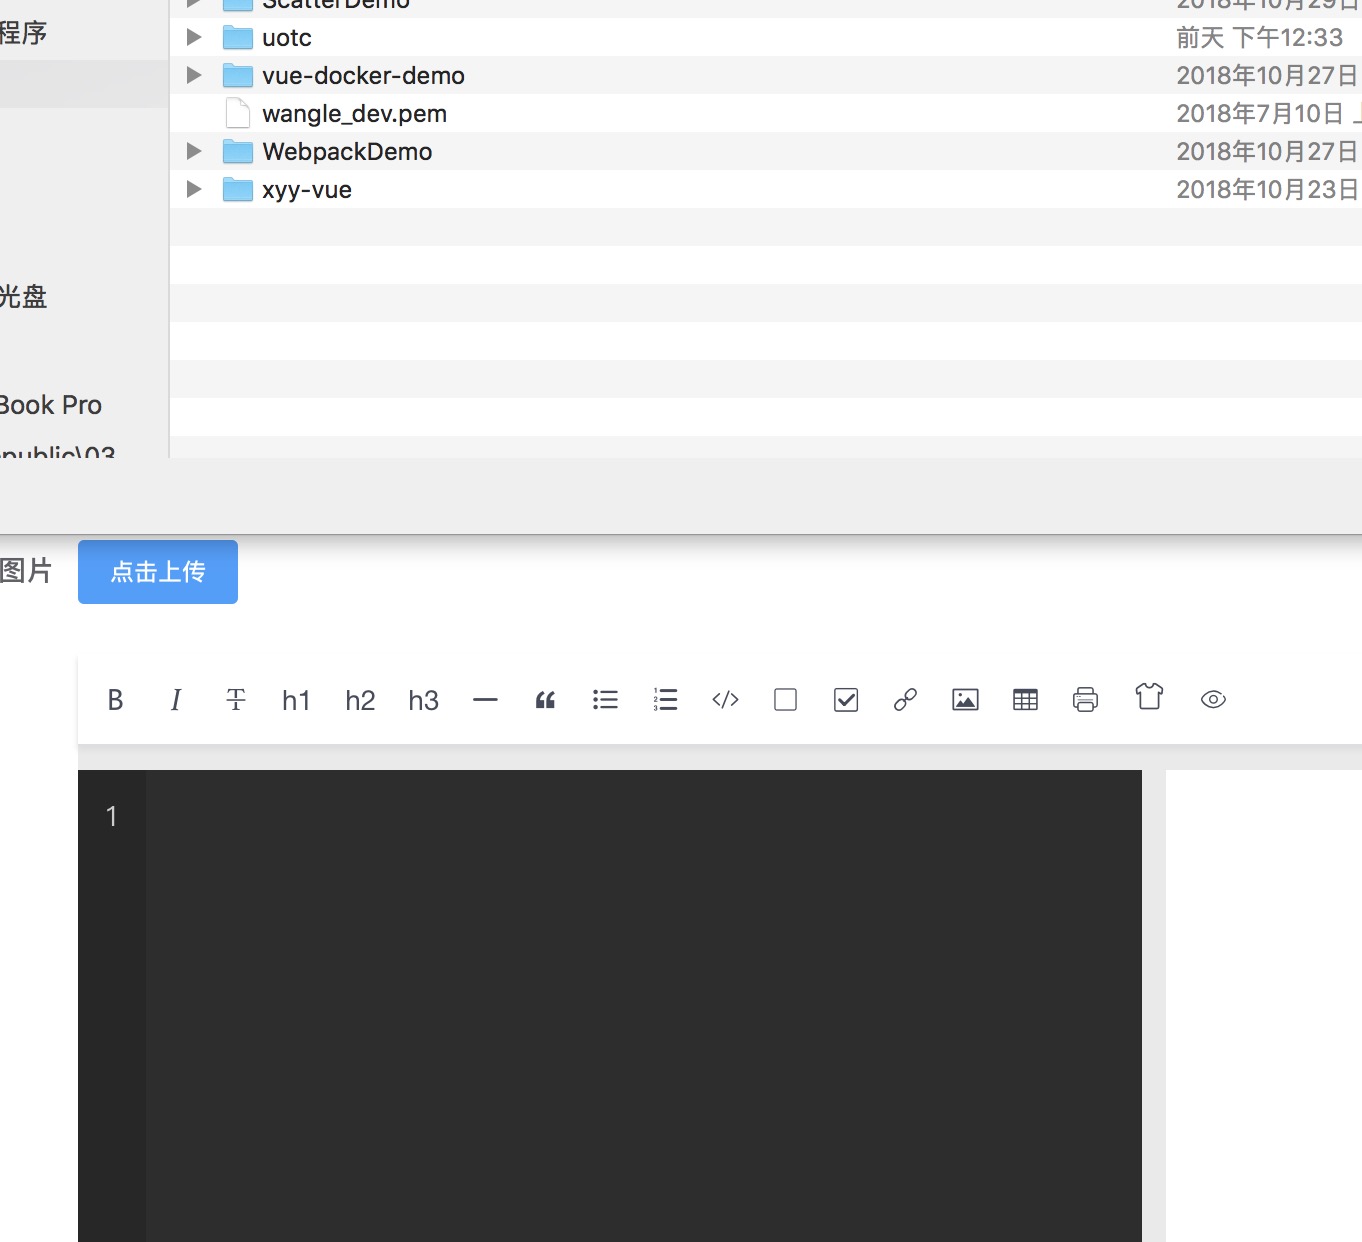 程序
ScatterDemo 2018年10月29日
uotc 前天 下午12:33
vue-docker-demo 2018年10月27日
wangle_dev.pem 2018年7月10日 上
WebpackDemo 2018年10月27日
xyy-vue 2018年10月23日
光盘
Book Pro
public\03
图片 点击上传
B I T h1 h2 h3
1